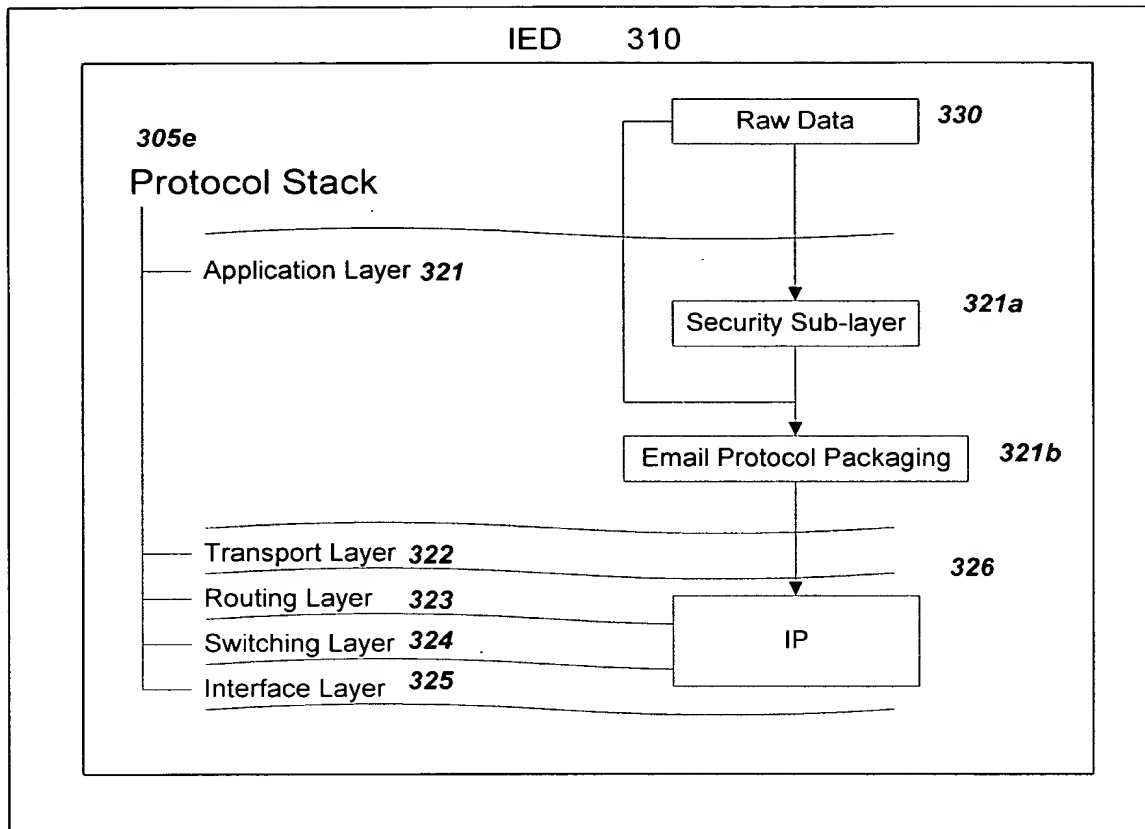 IED 310
Raw Data 330
305e
Protocol Stack
Application Layer 321
Security Sub-layer 321a
Email Protocol Packaging 321b
Transport Layer 322
326
Routing Layer 323
IP
Switching Layer 324
Interface Layer 325